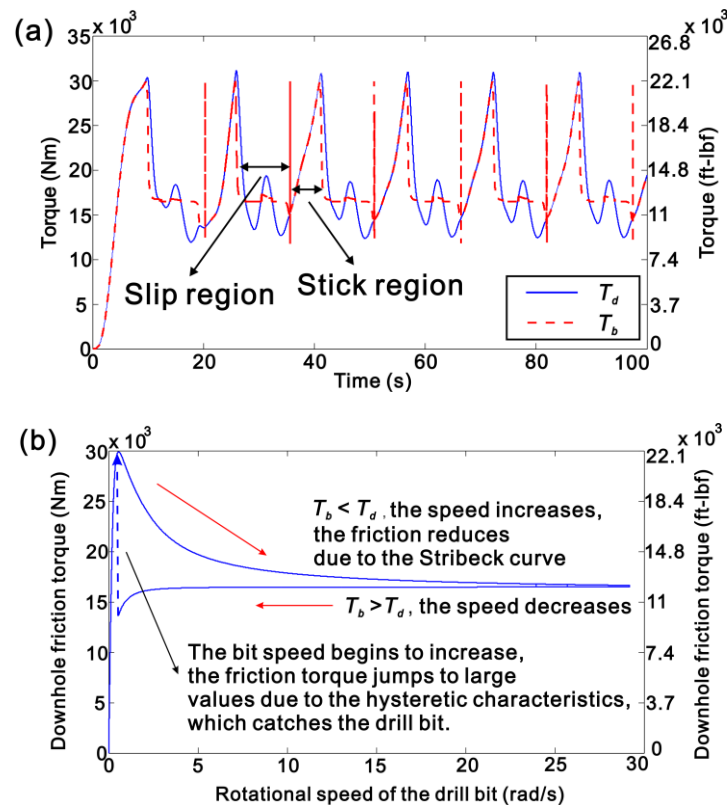 (a)
x 10³
x 10³
35
30
25
20
15
10
5
0
Torque (Nm)
26.8
22.1
18.4
14.8
11.2
7.4
3.7
0
Torque (ft-lbf)
Slip region
Stick region
T_d
T_b
0
20
40
60
80
100
Time (s)
(b)
x 10³
x 10³
30
25
20
15
10
5
0
Downhole friction torque (Nm)
22.1
18.4
14.8
11.2
7.4
3.7
0
Downhole friction torque (ft-lbf)
T_b < T_d, the speed increases,
the friction reduces
due to the Stribeck curve
T_b > T_d, the speed decreases
The bit speed begins to increase,
the friction torque jumps to large
values due to the hysteretic characteristics,
which catches the drill bit.
0
5
10
15
20
25
30
Rotational speed of the drill bit (rad/s)